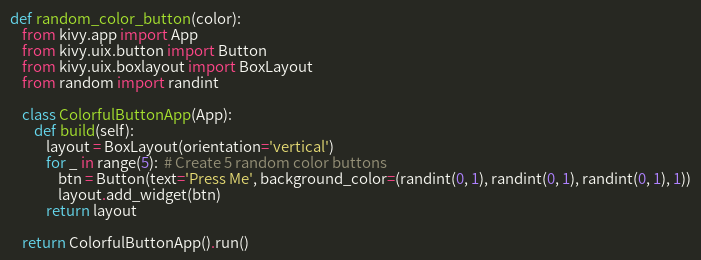 def random_color_button(color):
    from kivy.app import App
    from kivy.uix.button import Button
    from kivy.uix.boxlayout import BoxLayout
    from random import randint

    class ColorfulButtonApp(App):
        def build(self):
            layout = BoxLayout(orientation='vertical')
            for _ in range(5):  # Create 5 random color buttons
                btn = Button(text='Press Me', background_color=(randint(0, 1), randint(0, 1), randint(0, 1), 1))
                layout.add_widget(btn)
            return layout

    return ColorfulButtonApp().run()